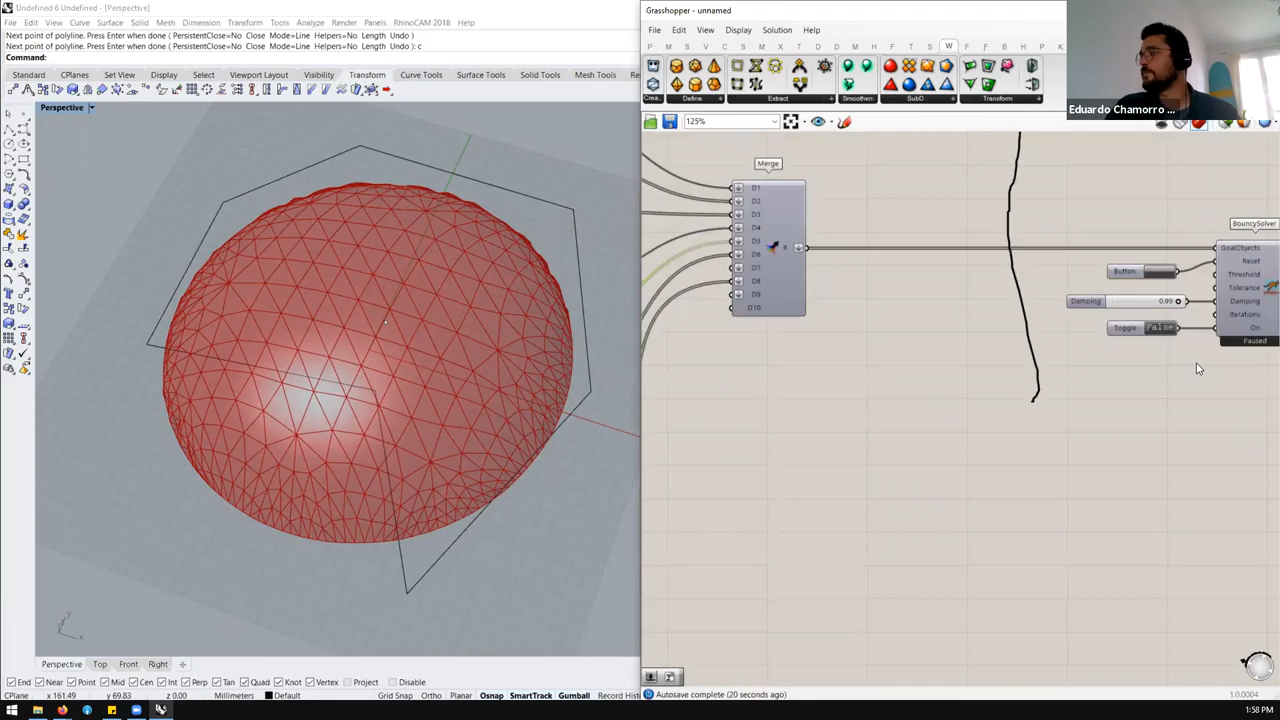 Undefined 6 Undefined - [Perspective]
File Edit View Curve Surface Solid Mesh Dimension Transform Tools Analyze Render Panels RhinoCAM 2018 Help
Next point of polyline. Press Enter when done ( PersistentClose=No Close Mode=Line Helpers=No Length Undo )
Next point of polyline. Press Enter when done ( PersistentClose=No Close Mode=Line Helpers=No Length Undo ): c
Command:
Standard CPlanes Set View Display Select Viewport Layout Visibility Transform Curve Tools Surface Tools Solid Tools Mesh Tools
Perspective
y
x
Perspective Top Front Right
End Near Point Mid Cen Int Perp Tan Quad Knot Vertex Project Disable
CPlane x 161.49 y 69.83 z 0.00 Millimeters Default Grid Snap Ortho Planar Osnap SmartTrack Gumball Record Histo
Grasshopper - unnamed
File Edit View Display Solution Help
P M S V C S M X T D V K L W F F B H P K
Crea... Define Extract Smoothen SubD Transform
125%
Eduardo Chamorro ...
Merge
D1
D2
D3
D4
D5
D6
D7
D8
D9
D10
R
BouncySolver
GoalObjects
Reset
Threshold
Tolerance
Damping
Iterations
On
Paused
Button
Damping 0.99
Toggle False
Autosave complete (20 seconds ago)
1.0.0004
1:58 PM